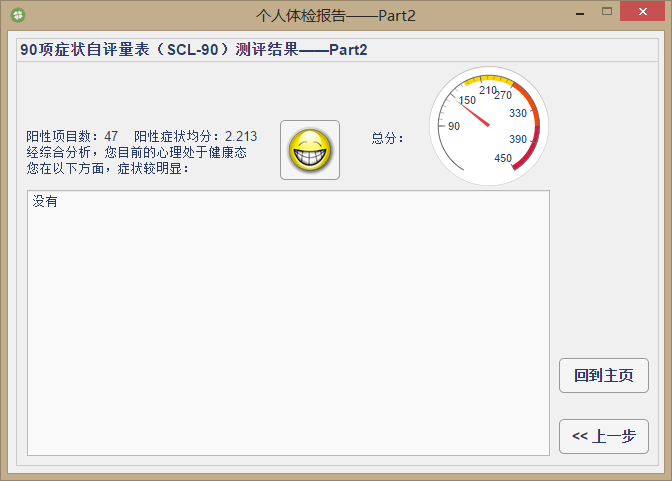 个人体检报告——Part2
90项症状自评量表（SCL-90）测评结果——Part2
阳性项目数：47 阳性症状均分：2.213
经综合分析，您目前的心理处于健康态
您在以下方面，症状较明显：
总分：
90
150
210
270
330
390
450
没有
回到主页
<< 上一步